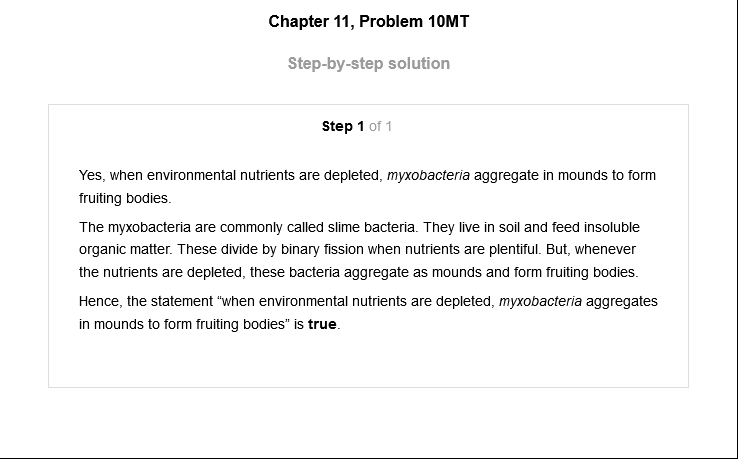 Chapter 11, Problem 10MT
Step-by-step solution
Step 1 of 1
Yes, when environmental nutrients are depleted, myxobacteria aggregate in mounds to form
fruiting bodies.
The myxobacteria are commonly called slime bacteria. They live in soil and feed insoluble
organic matter. These divide by binary fission when nutrients are plentiful. But, whenever
the nutrients are depleted, these bacteria aggregate as mounds and form fruiting bodies.
Hence, the statement “when environmental nutrients are depleted, myxobacteria aggregates
in mounds to form fruiting bodies” is true.